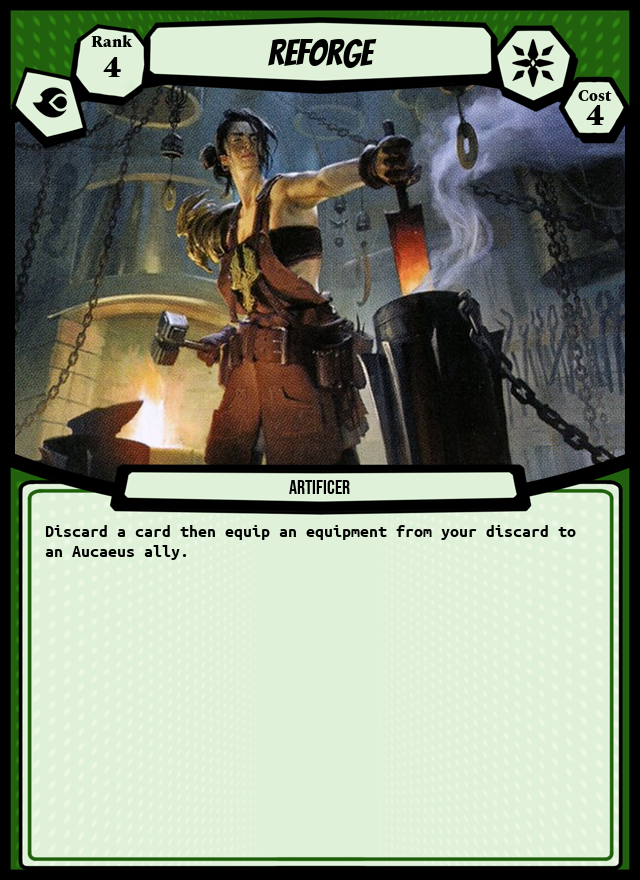 Rank
4
REFORGE
Cost
4
ARTIFICER
Discard a card then equip an equipment from your discard to
an Aucaeus ally.